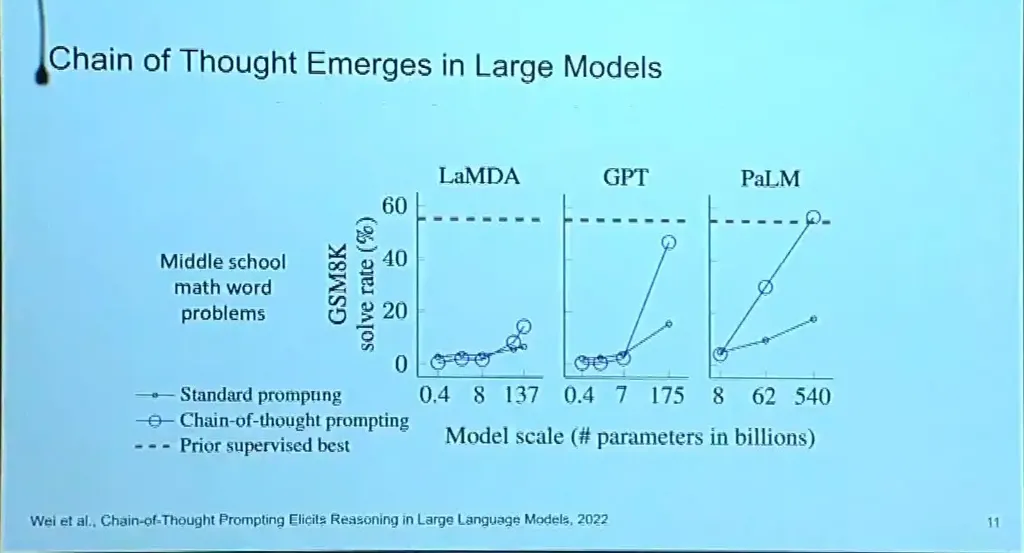 Chain of Thought Emerges in Large Models
LaMDA
GPT
PaLM
Middle school
math word
problems
GSM8K
solve rate (%)
60
40
20
0
0.4 8 137
0.4 7 175
8 62 540
Standard prompting
Chain-of-thought prompting
Prior supervised best
Model scale (# parameters in billions)
Wei et al., Chain-of-Thought Prompting Elicits Reasoning in Large Language Models, 2022
11